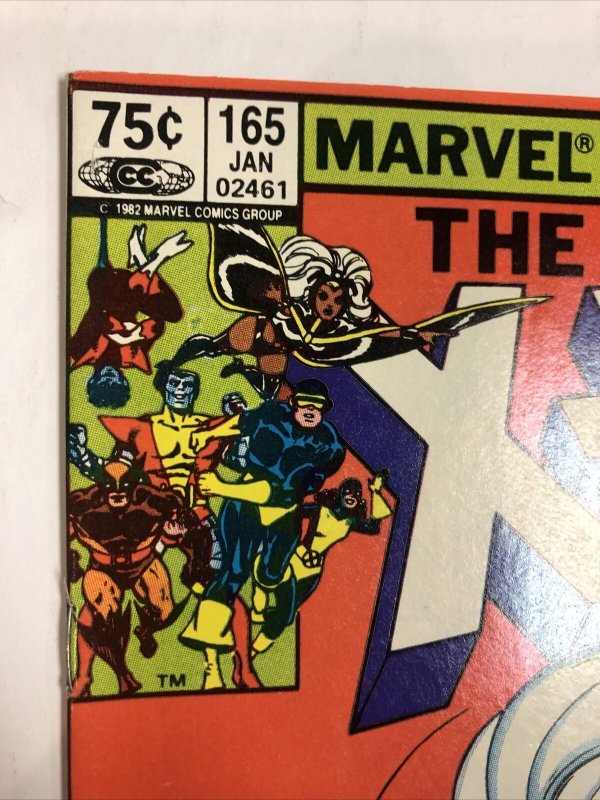 75¢
CC
165
JAN
02461
© 1982 MARVEL COMICS GROUP
MARVEL®
THE
X
TM